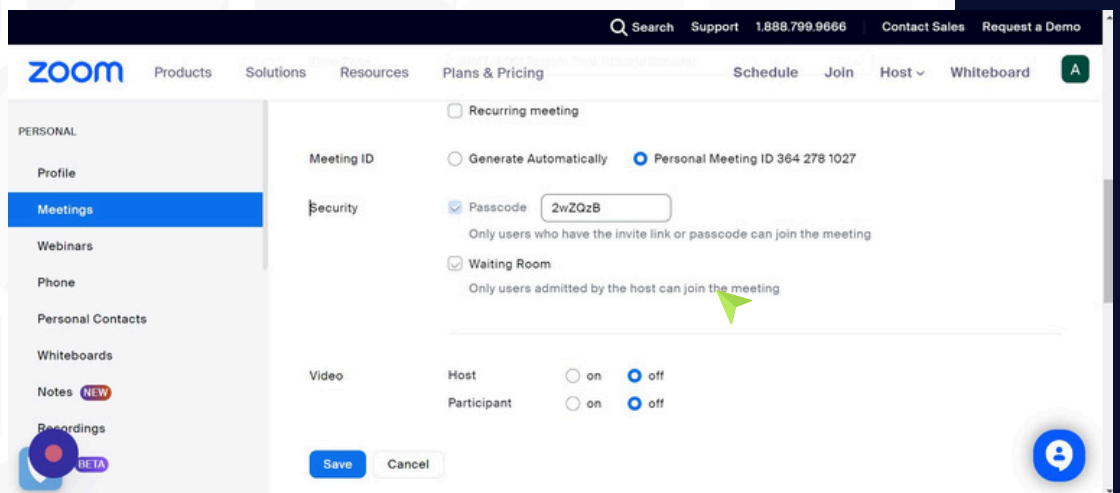 Search Support 1.888.799.9666 Contact Sales Request a Demo
zoom Products Solutions Resources Plans & Pricing Schedule Join Host Whiteboard A
Recurring meeting
PERSONAL
Meeting ID Generate Automatically Personal Meeting ID 364 278 1027
Profile
Meetings
Security Passcode 2wZQzB
Only users who have the invite link or passcode can join the meeting
Webinars
Waiting Room
Phone
Only users admitted by the host can join the meeting
Personal Contacts
Whiteboards
Video Host on off
Notes NEW
Participant on off
Recordings
BETA
Save Cancel